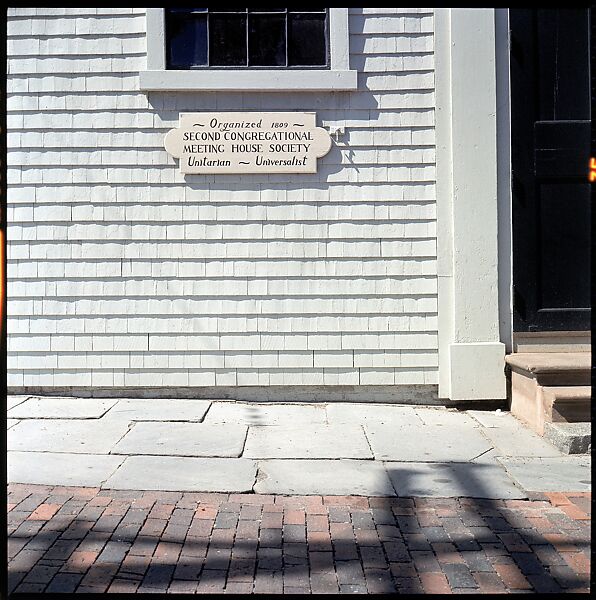 ~ Organized 1809 ~
SECOND CONGREGATIONAL
MEETING HOUSE SOCIETY
Unitarian ~ Universalist